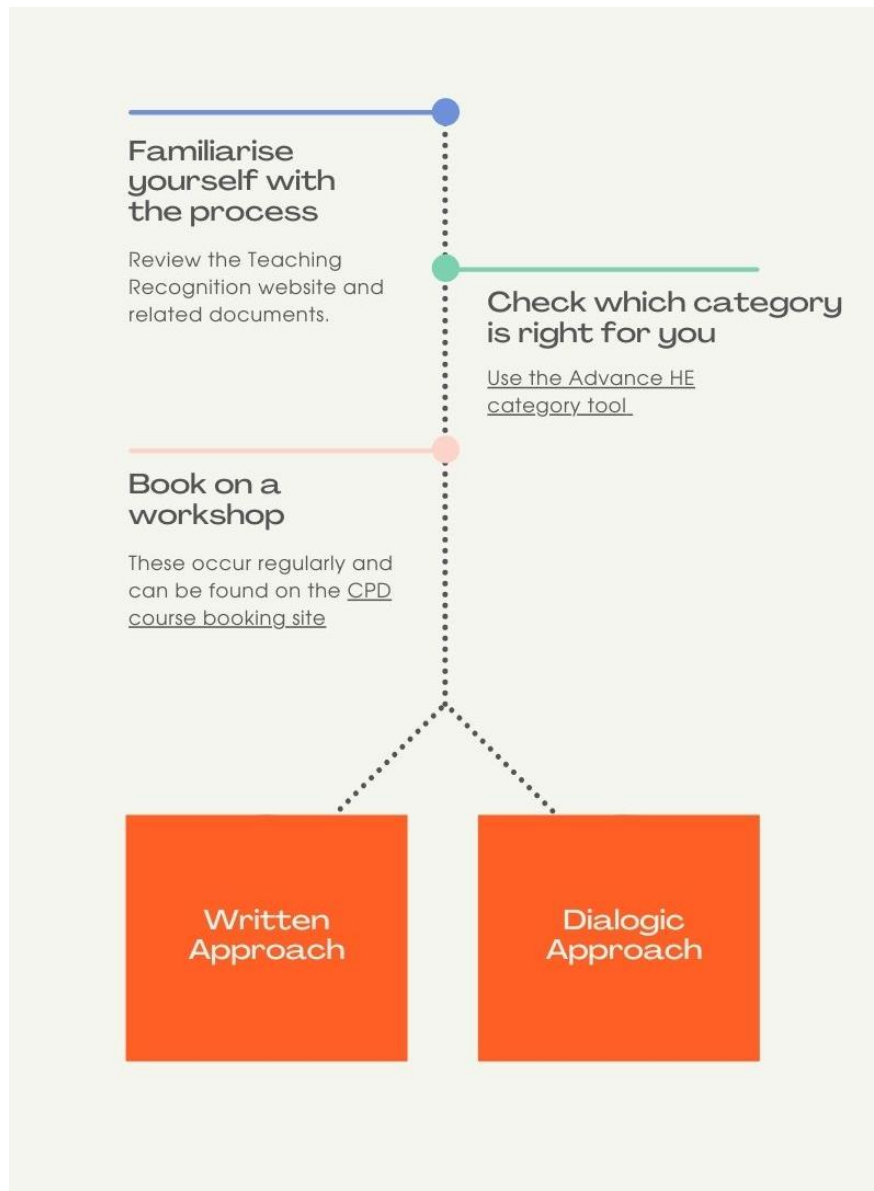 Familiarise
yourself with
the process
Review the Teaching
Recognition website and
related documents.
Check which category
is right for you
Use the Advance HE
category tool
Book on a
workshop
These occur regularly and
can be found on the CPD
course booking site
Written
Approach
Dialogic
Approach